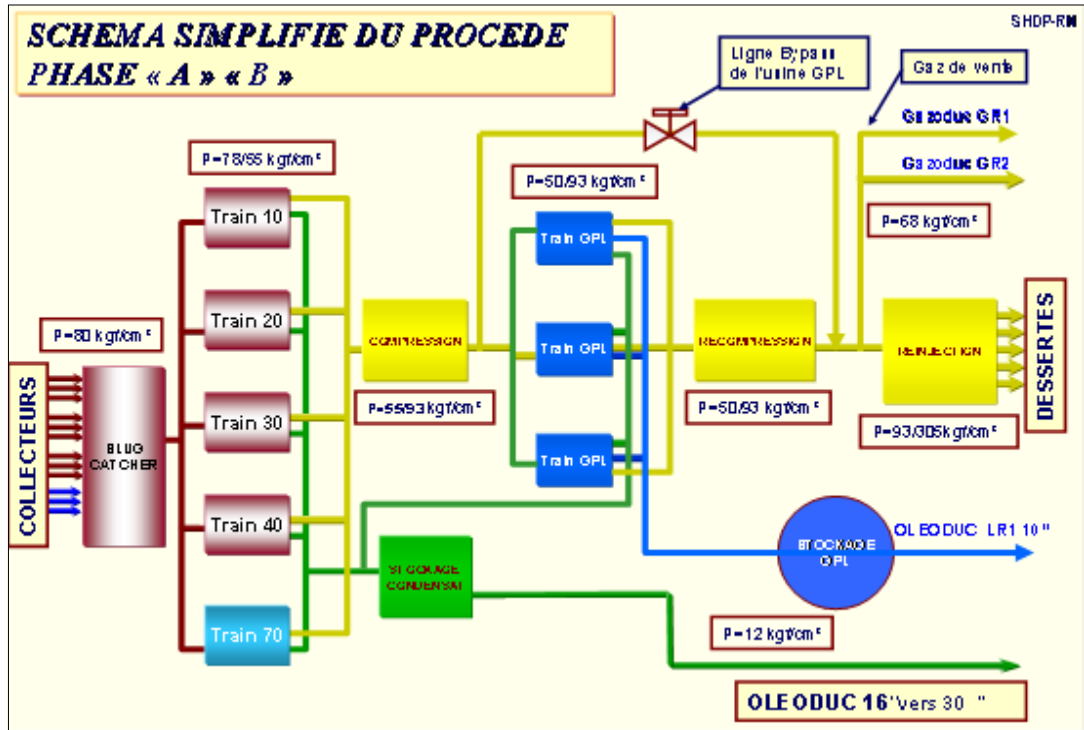 SCHEMA SIMPLIFIE DU PROCEDE
PHASE « A » « B »
SHDP-RM
Ligne Bypass
de l'usine GPL
Gaz de vente
Gazoduc GR1
Gazoduc GR2
P=78/55 kgf/cm²
P=50/93 kgf/cm²
P=68 kgf/cm²
Train 10
Train GPL
Train 20
P=80 kgf/cm²
COMPRESSION
Train GPL
RECOMPRESSION
REINJECTION
DESSERTES
COLLECTEURS
SLUG
CATCHER
P=55/93 kgf/cm²
P=50/93 kgf/cm²
P=93/305kgf/cm²
Train 30
Train GPL
Train 40
STOCKAGE
CONDENSAT
STOCKAGE
GPL
OLEODUC LR1 10"
Train 70
P=12 kgf/cm²
OLEODUC 16"vers 30 "